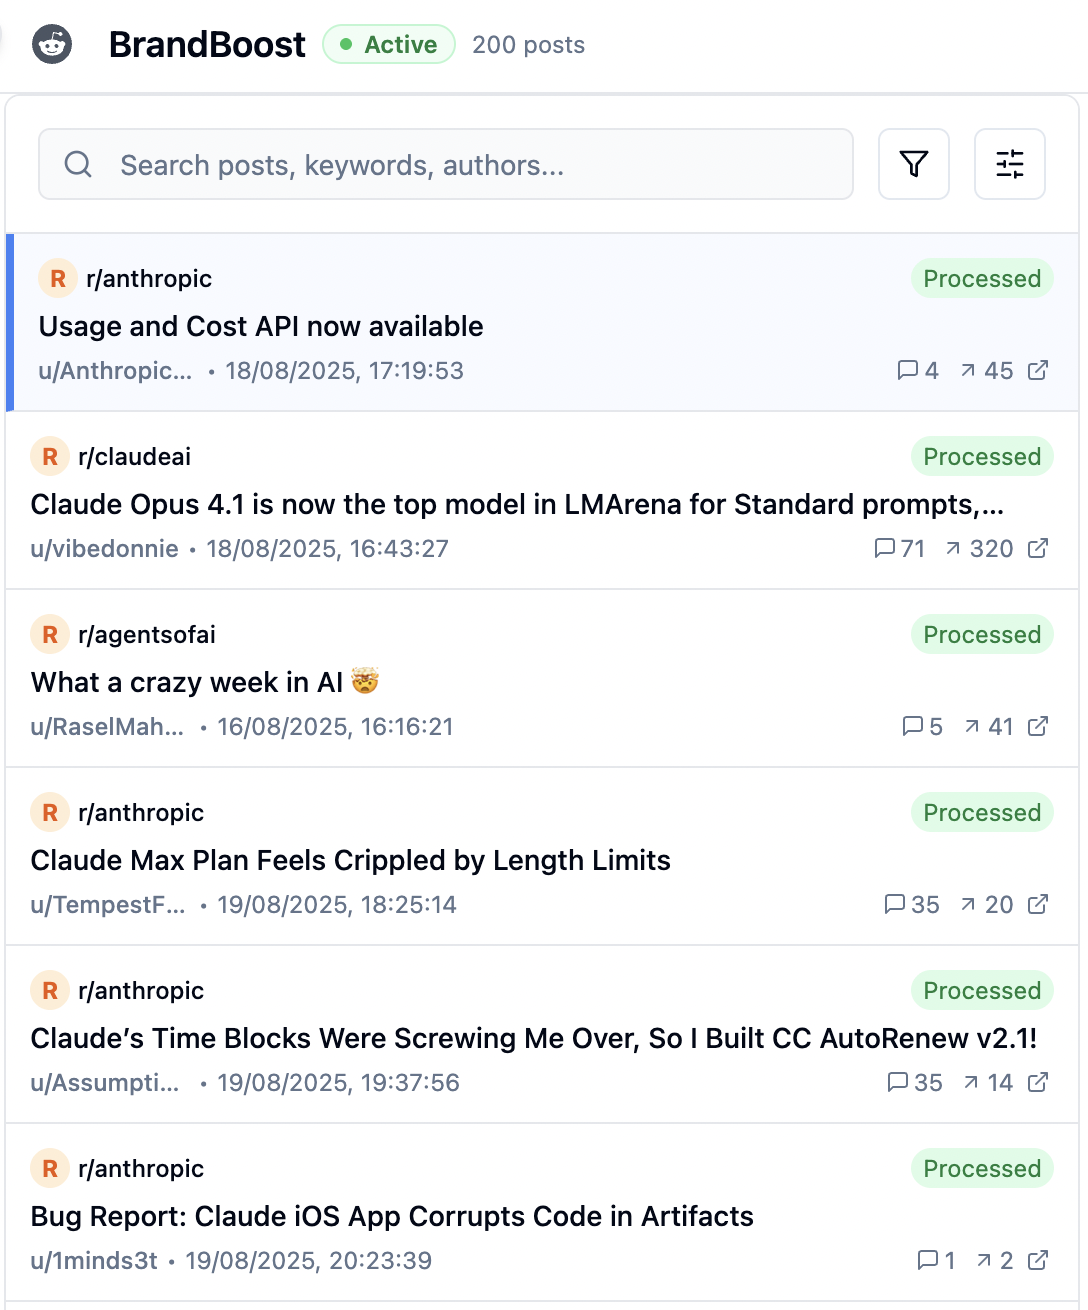 BrandBoost Active 200 posts
Search posts, keywords, authors...
R r/anthropic Processed
Usage and Cost API now available
u/Anthropic... • 18/08/2025, 17:19:53 4 45
R r/claudeai Processed
Claude Opus 4.1 is now the top model in LMArena for Standard prompts,...
u/vibedonnie • 18/08/2025, 16:43:27 71 320
R r/agentsofai Processed
What a crazy week in AI 🤯
u/RaselMah... • 16/08/2025, 16:16:21 5 41
R r/anthropic Processed
Claude Max Plan Feels Crippled by Length Limits
u/TempestF... • 19/08/2025, 18:25:14 35 20
R r/anthropic Processed
Claude’s Time Blocks Were Screwing Me Over, So I Built CC AutoRenew v2.1!
u/Assumpti... • 19/08/2025, 19:37:56 35 14
R r/anthropic Processed
Bug Report: Claude iOS App Corrupts Code in Artifacts
u/1minds3t • 19/08/2025, 20:23:39 1 2